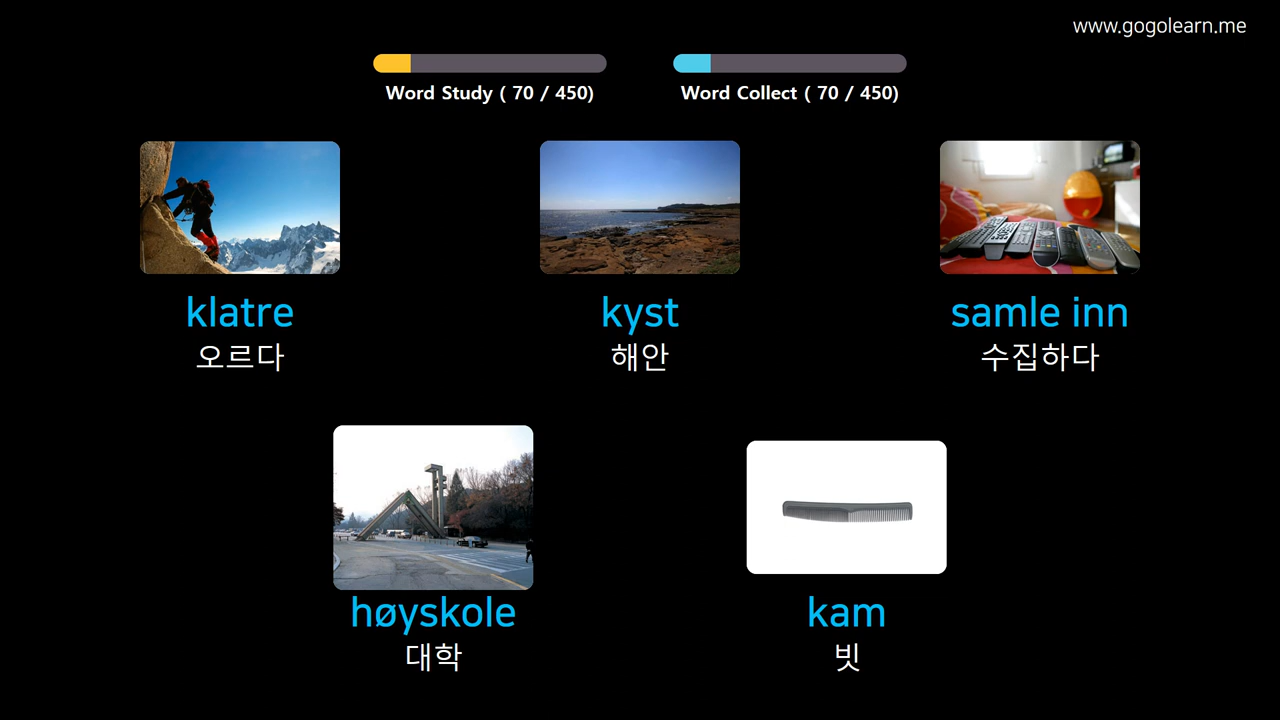 www.gogolearn.me
Word Study ( 70 / 450)
Word Collect ( 70 / 450)
klatre
오르다
kyst
해안
samle inn
수집하다
høyskole
대학
kam
빗